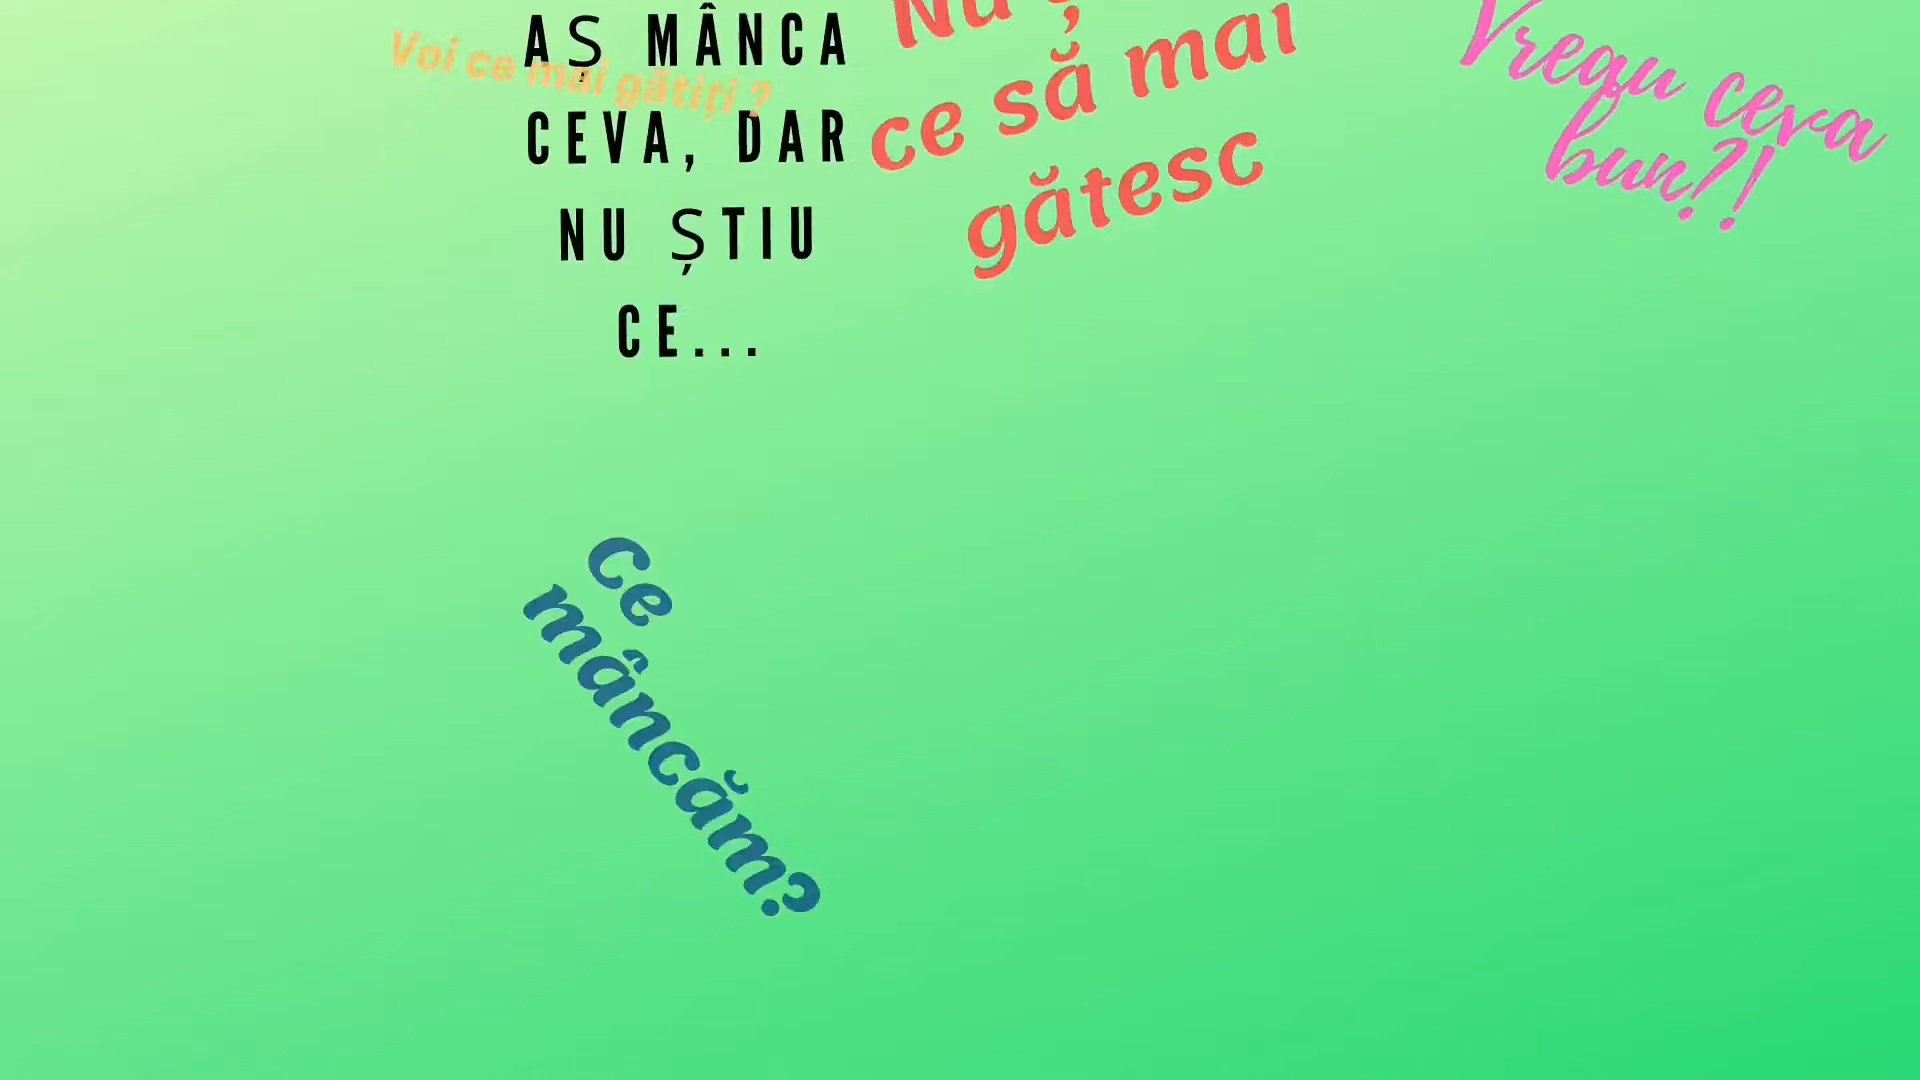 Voi ce mai gătiți ?
AȘ MÂNCA
CEVA, DAR
NU ȘTIU
CE...
Nu
ce să mai
gătesc
Vreau ceva
bun?!
Ce
mâncăm?